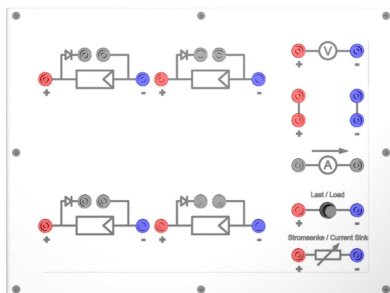 V
+ - + -
+ -
+ -
A
Last / Load
+ - + -
+ -
Stromsenke / Current Sink
+ -